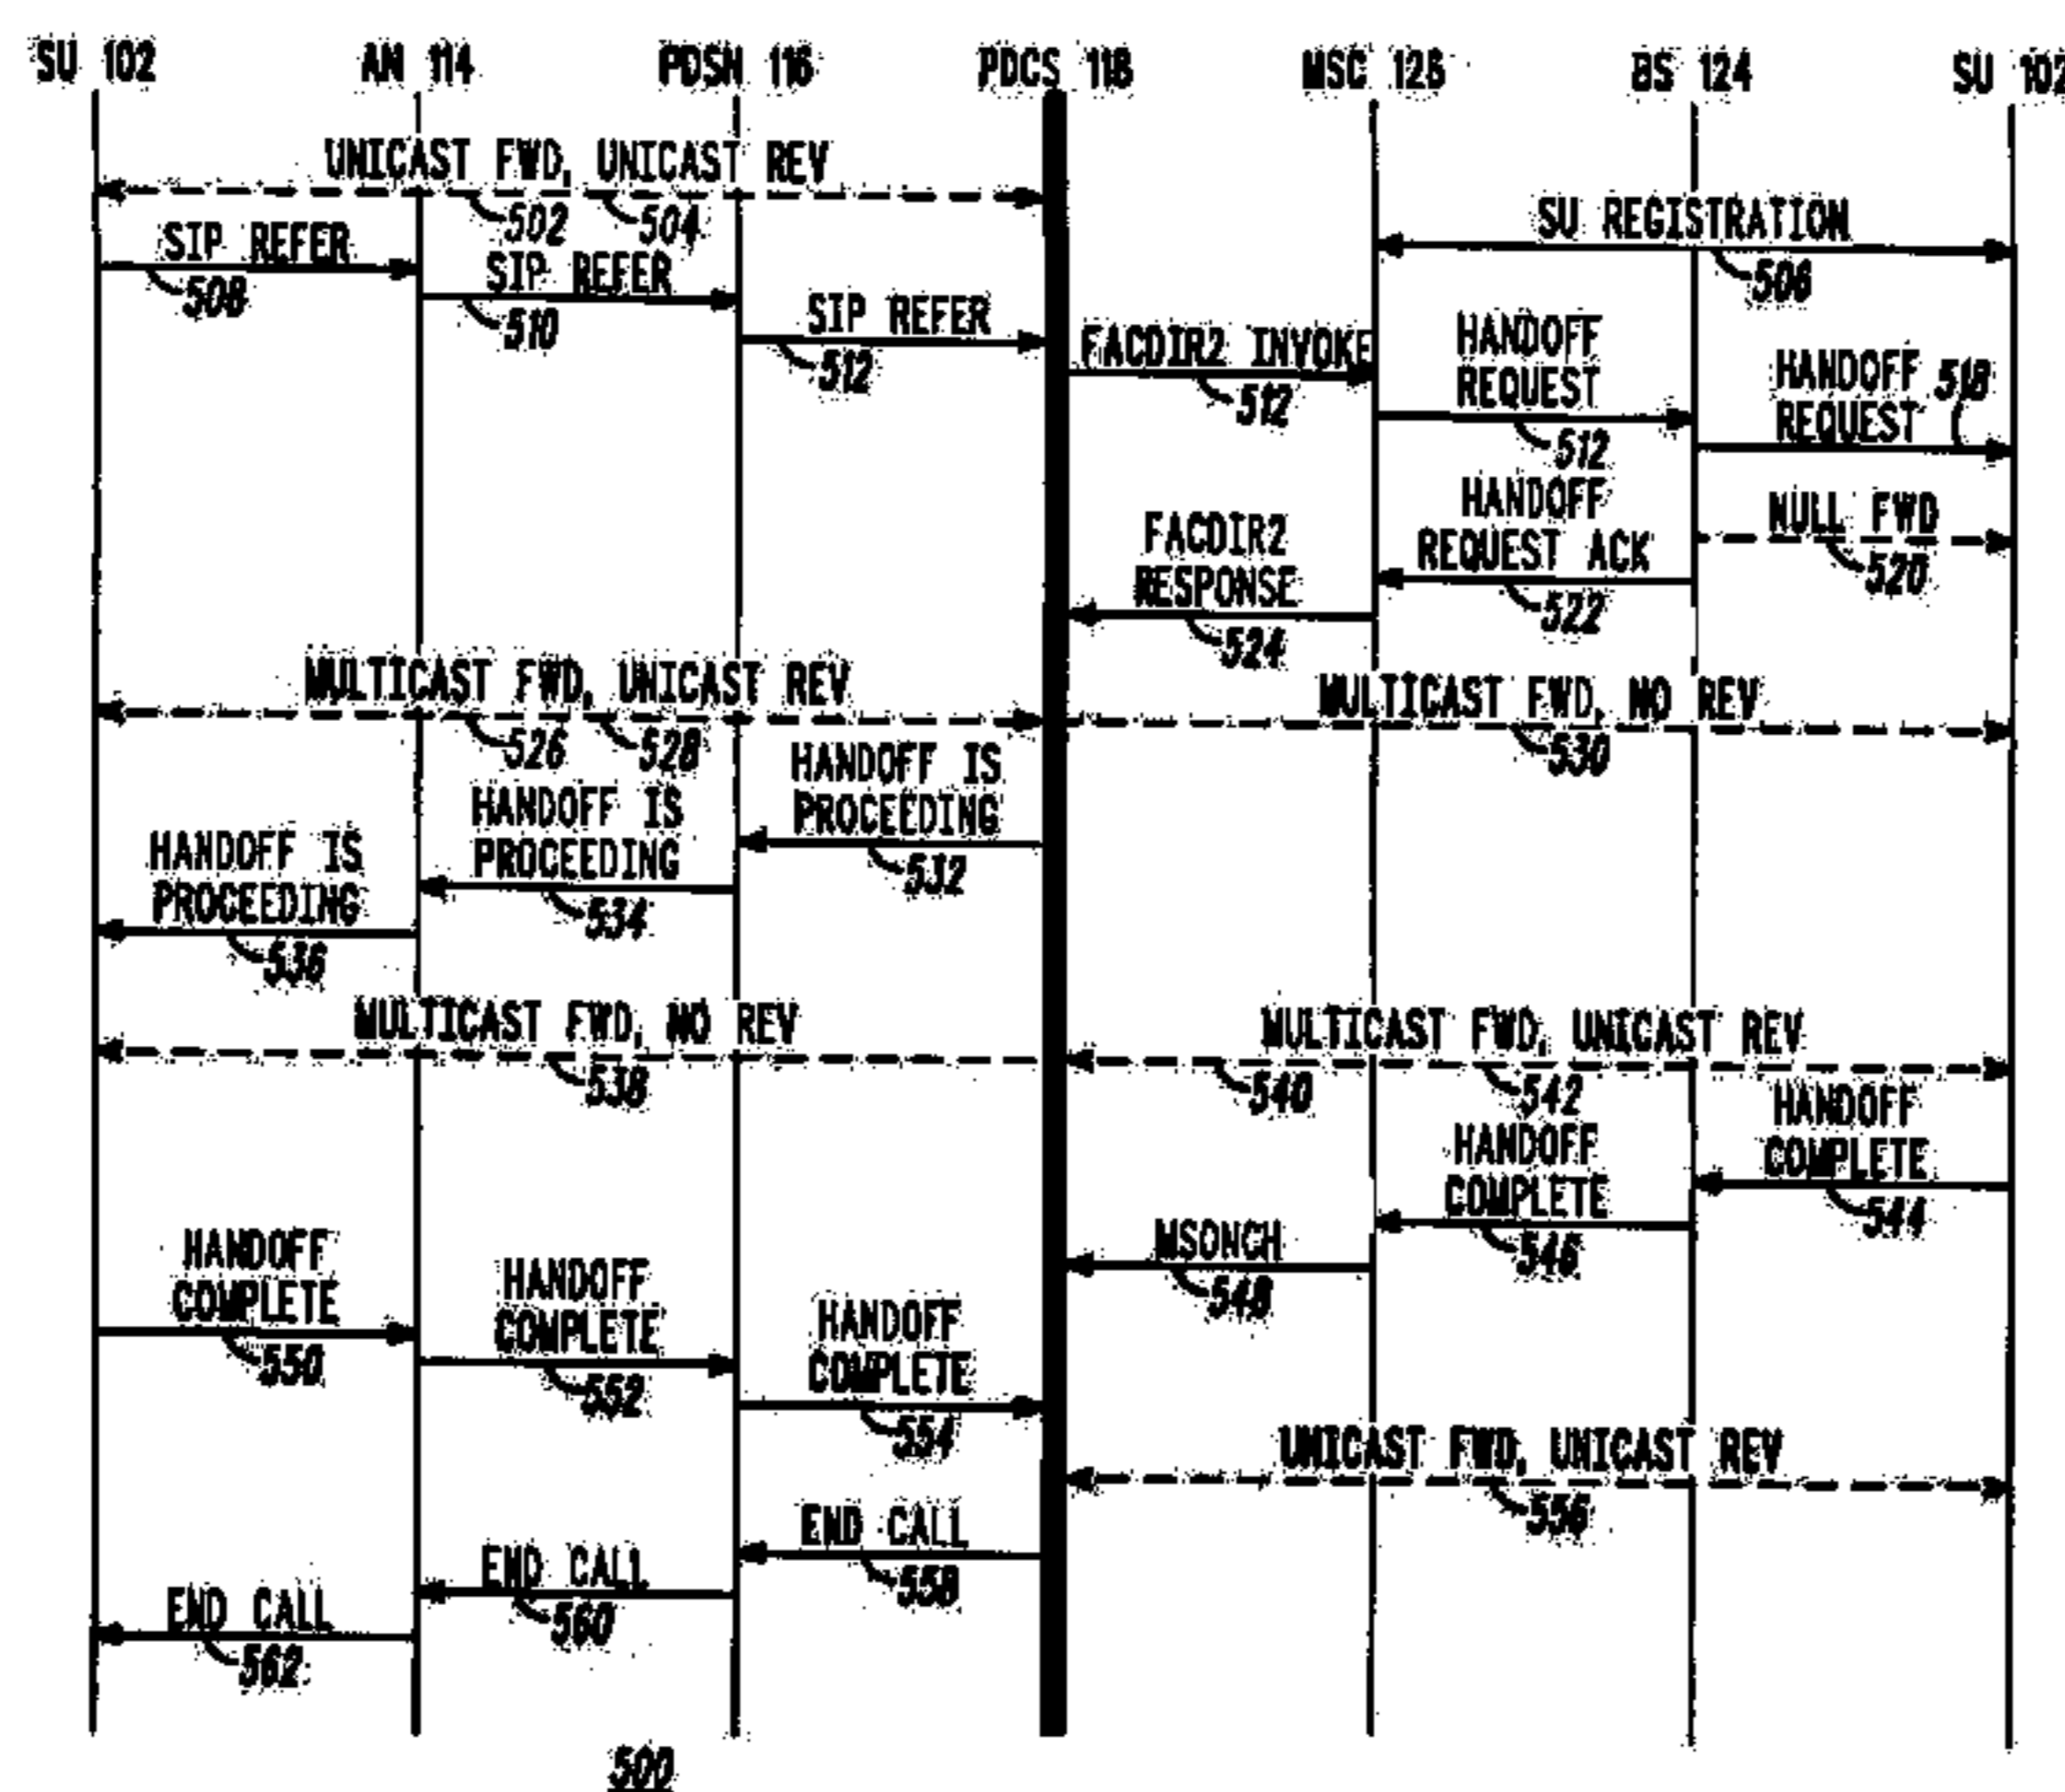 SU 102 AN 114 PDSN 116 PDCS 118 MSC 126 BS 124 SU 102
UNICAST FWD, UNICAST REV
502 504
SU REGISTRATION
506
SIP REFER
508
SIP REFER
510
SIP REFER
512
FACDIR2 INVOKE
512
HANDOFF
REQUEST
512
HANDOFF
REQUEST
518
NULL FWD
520
HANDOFF
REQUEST ACK
522
FACDIR2
RESPONSE
524
MULTICAST FWD, UNICAST REV
526 528
MULTICAST FWD, NO REV
530
HANDOFF IS
PROCEEDING
532
HANDOFF IS
PROCEEDING
534
HANDOFF IS
PROCEEDING
536
MULTICAST FWD, NO REV
538
MULTICAST FWD, UNICAST REV
540 542
HANDOFF
COMPLETE
544
HANDOFF
COMPLETE
546
MSONCH
548
HANDOFF
COMPLETE
550
HANDOFF
COMPLETE
552
HANDOFF
COMPLETE
554
UNICAST FWD, UNICAST REV
556
END CALL
558
END CALL
560
END CALL
562
500